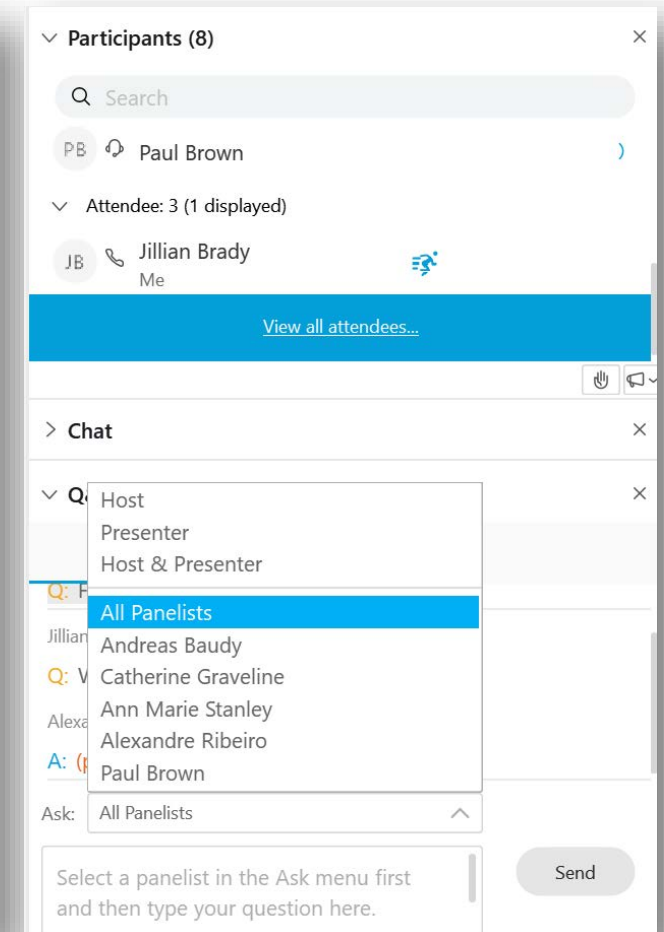 Participants (8)
Search
PB Paul Brown
Attendee: 3 (1 displayed)
JB Jillian Brady
Me
View all attendees...
Chat
Host
Presenter
Host & Presenter
Q:
All Panelists
Jillian
Andreas Baudy
Q:
Catherine Graveline
Ann Marie Stanley
Alexandre Ribeiro
A:
Paul Brown
Ask: All Panelists
Select a panelist in the Ask menu first
and then type your question here.
Send